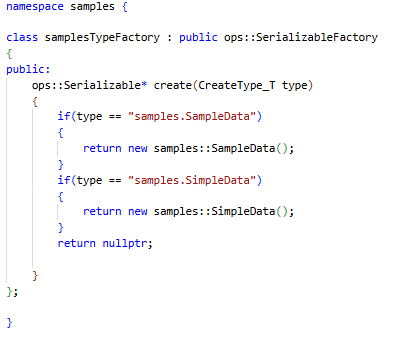 namespace samples {
class samplesTypeFactory : public ops::SerializableFactory
{
public:
    ops::Serializable* create(CreateType_T type)
    {
        if(type == "samples.SampleData")
        {
            return new samples::SampleData();
        }
        if(type == "samples.SimpleData")
        {
            return new samples::SimpleData();
        }
        return nullptr;
    }
};
}